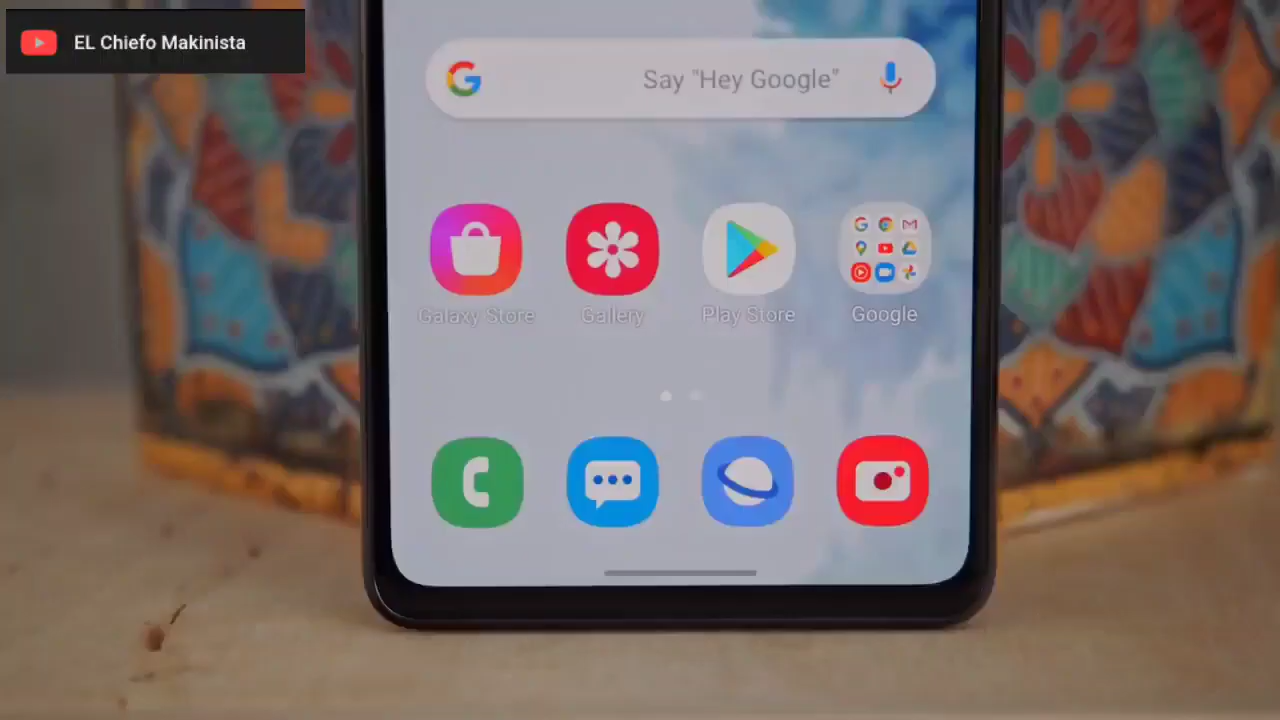 EL Chiefo Makinista
Say "Hey Google"
Galaxy Store
Gallery
Play Store
Google